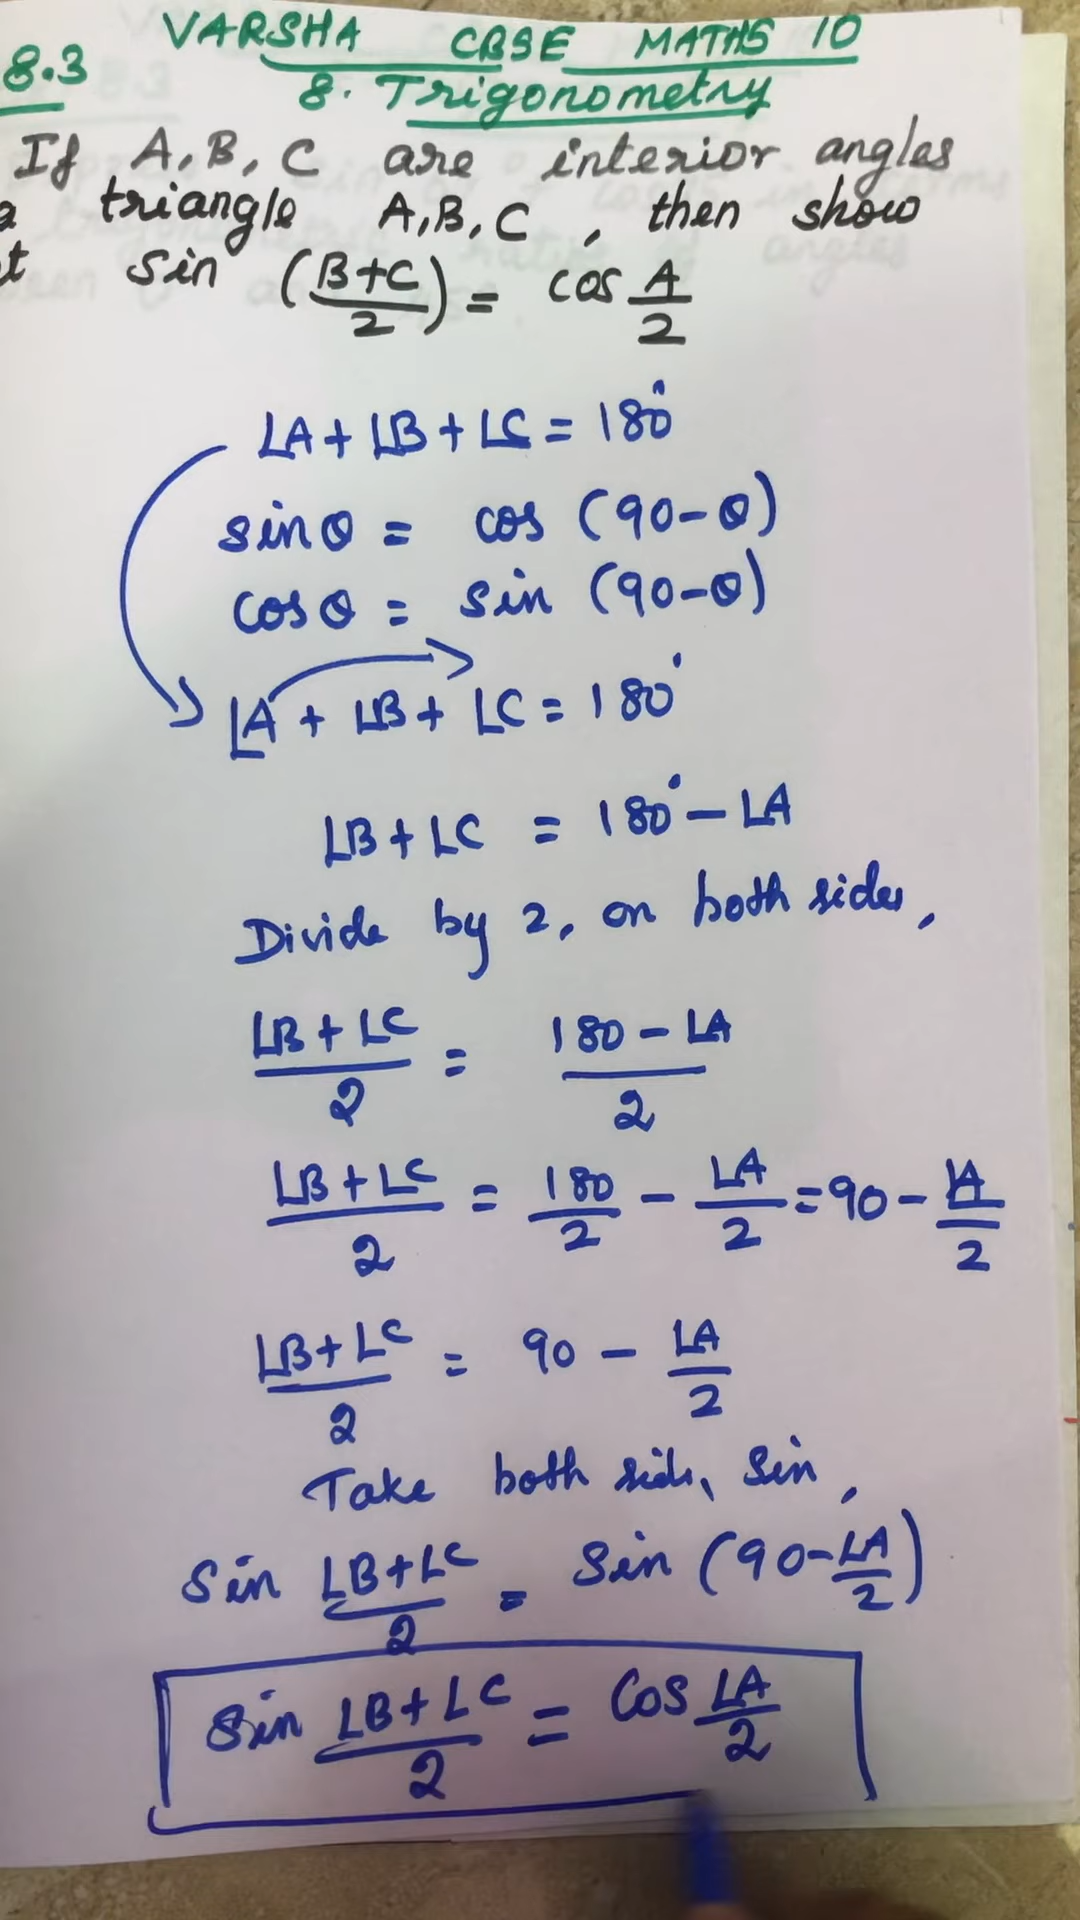 VARSHA CBSE MATHS 10
8.3
8. Trigonometry
If A, B, C are interior angles
a triangle A, B, C, then show
t sin (B+C/2) = cos A/2
∠A + ∠B + ∠C = 180°
sin θ = cos (90-θ)
cos θ = sin (90-θ)
∠A + ∠B + ∠C = 180°
∠B + ∠C = 180° - ∠A
Divide by 2, on both sides,
∠B + ∠C/2 = 180 - ∠A/2
∠B + ∠C/2 = 180/2 - ∠A/2 = 90 - ∠A/2
∠B + ∠C/2 = 90 - ∠A/2
Take both side, sin,
Sin ∠B+∠C/2 = Sin (90-∠A/2)
Sin ∠B+∠C/2 = Cos ∠A/2